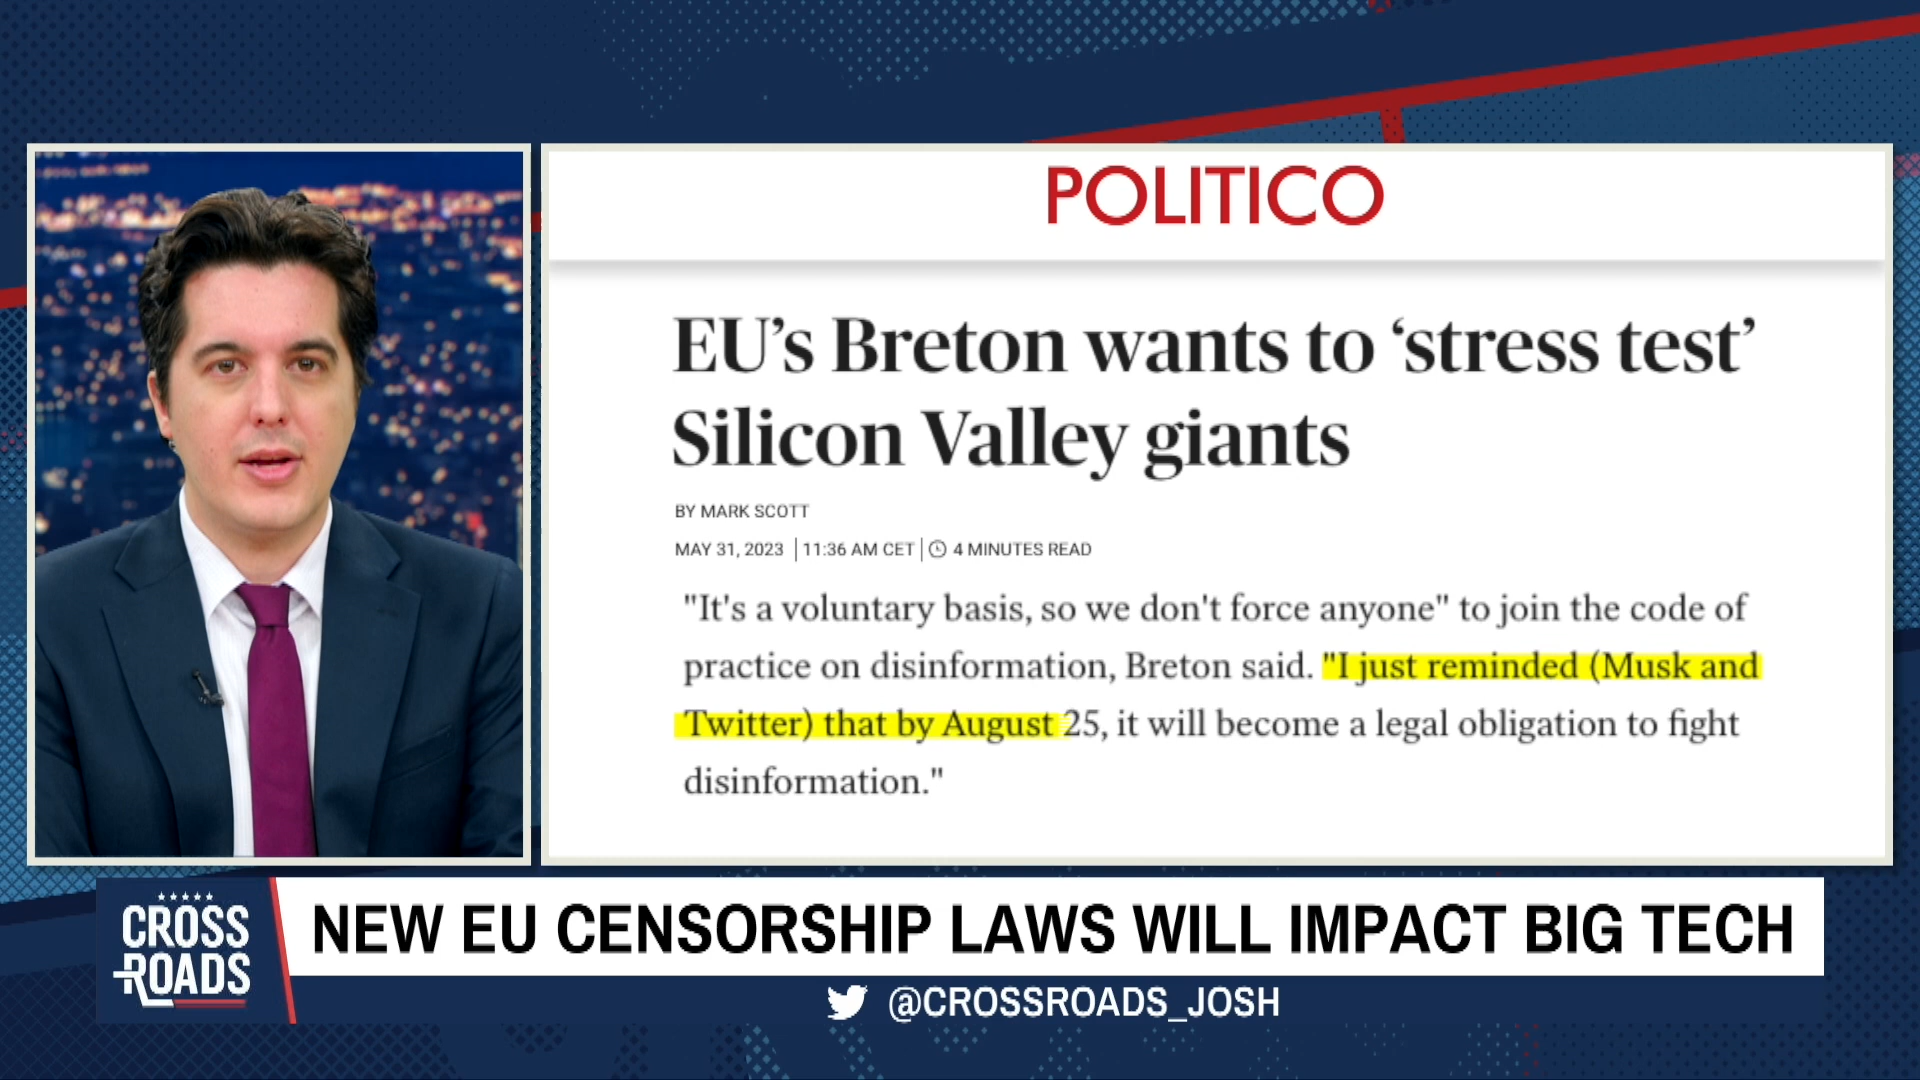 POLITICO
EU’s Breton wants to ‘stress test’
Silicon Valley giants
BY MARK SCOTT
MAY 31, 2023 | 11:36 AM CET | 4 MINUTES READ
"It's a voluntary basis, so we don't force anyone" to join the code of
practice on disinformation, Breton said. "I just reminded (Musk and
Twitter) that by August 25, it will become a legal obligation to fight
disinformation."
CROSS
ROADS
NEW EU CENSORSHIP LAWS WILL IMPACT BIG TECH
@CROSSROADS_JOSH